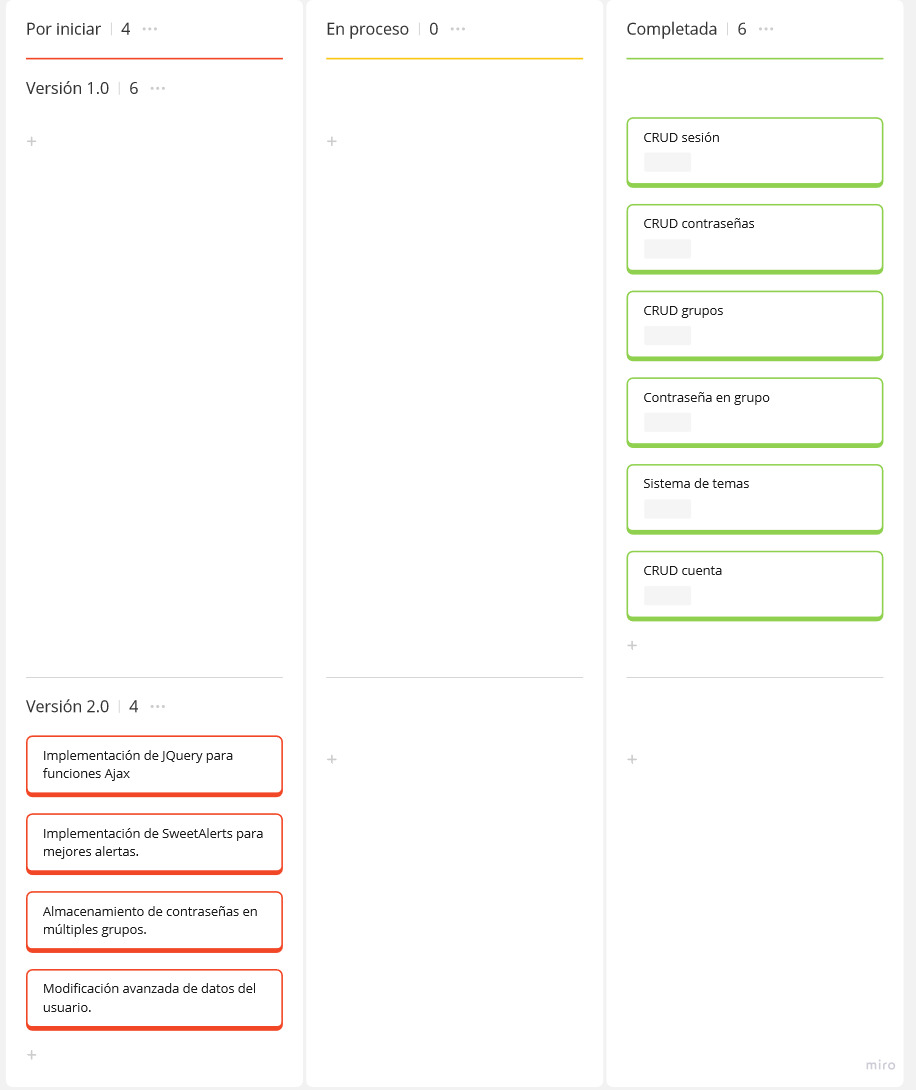 Por iniciar 4 ...
En proceso 0 ...
Completada 6 ...
Versión 1.0 6 ...
+
+
CRUD sesión
CRUD contraseñas
CRUD grupos
Contraseña en grupo
Sistema de temas
CRUD cuenta
+
Versión 2.0 4 ...
Implementación de JQuery para
funciones Ajax
Implementación de SweetAlerts para
mejores alertas.
Almacenamiento de contraseñas en
múltiples grupos.
Modificación avanzada de datos del
usuario.
+
+
+
miro